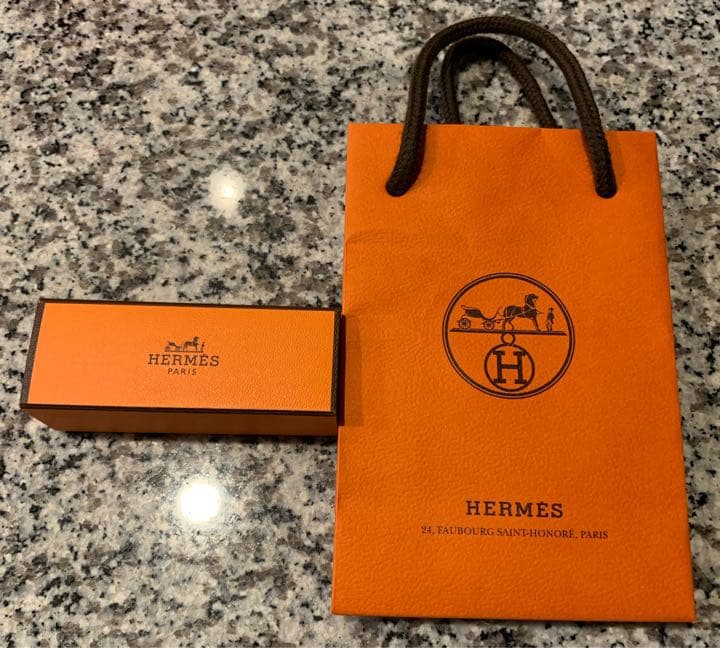 HERMÈS
PARIS
H
HERMÈS
24, FAUBOURG SAINT-HONORÉ, PARIS